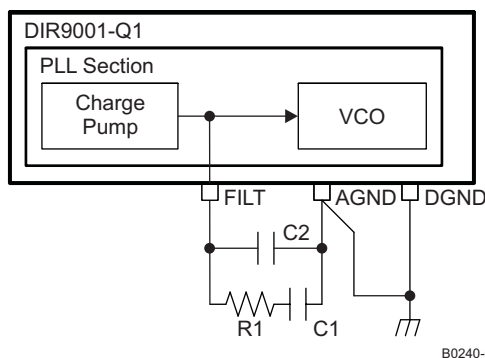 DIR9001-Q1
PLL Section
Charge
Pump
VCO
FILT
AGND
DGND
C2
R1
C1
B0240-